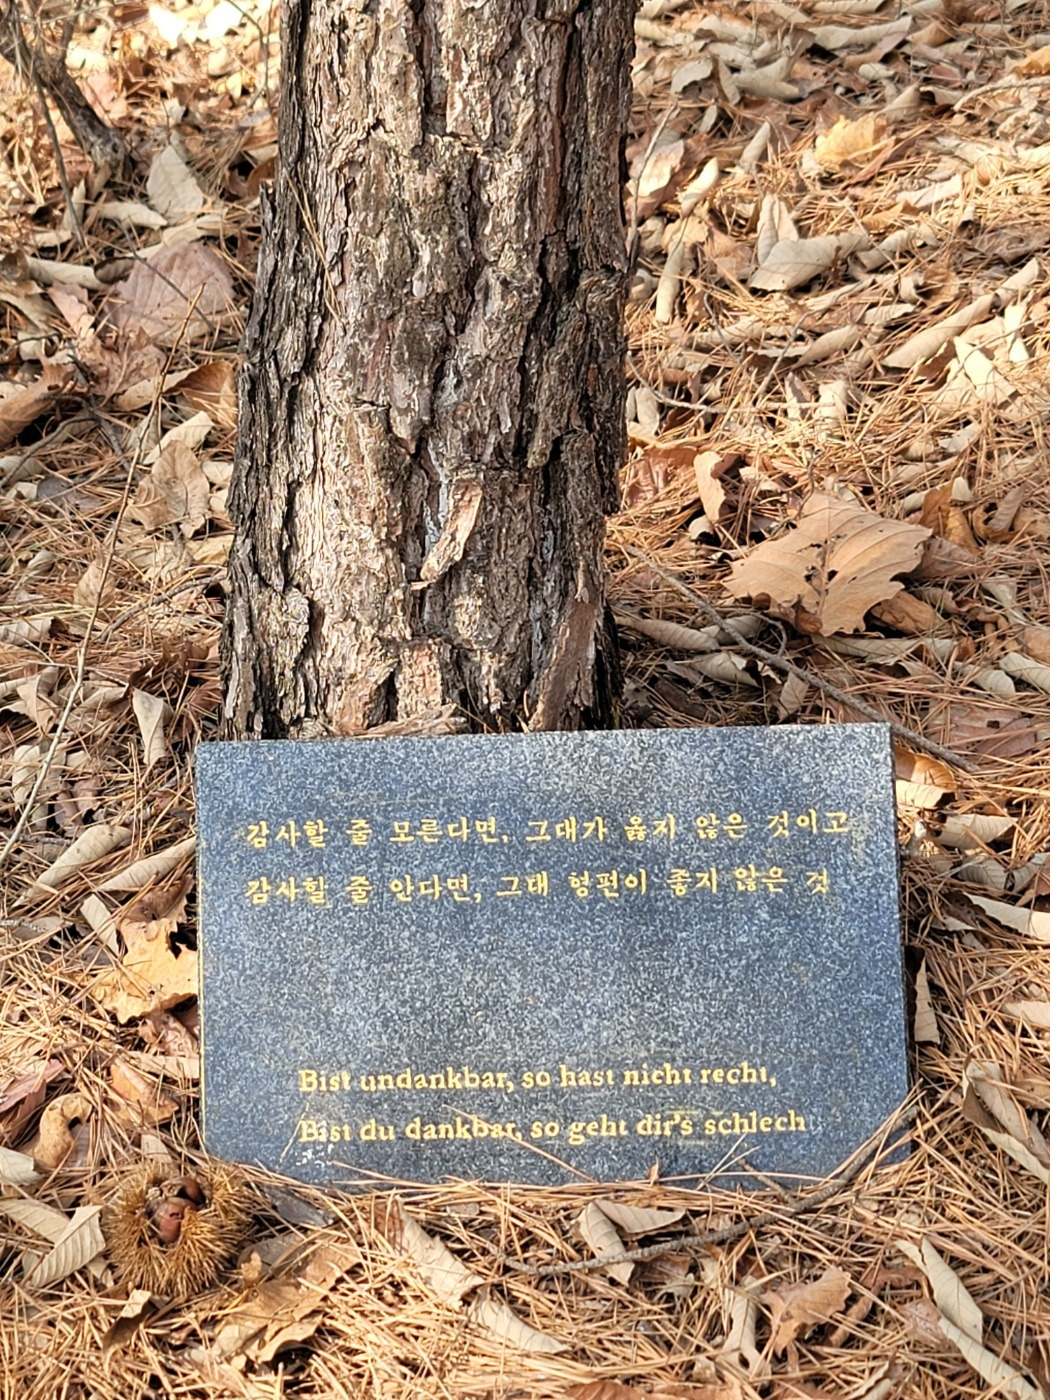 감사할 줄 모른다면, 그대가 옳지 않은 것이고
감사할 줄 안다면, 그대 형편이 좋지 않은 것
Bist undankbar, so hast nicht recht,
Bist du dankbar, so geht dir's schlech